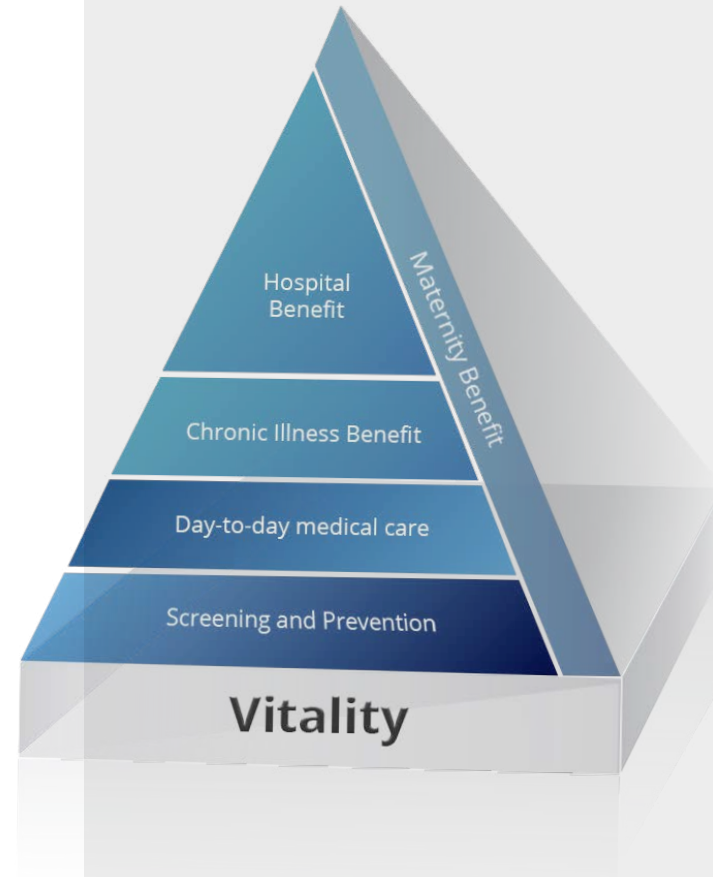 Hospital
Benefit
Maternity Benefit
Chronic Illness Benefit
Day-to-day medical care
Screening and Prevention
Vitality